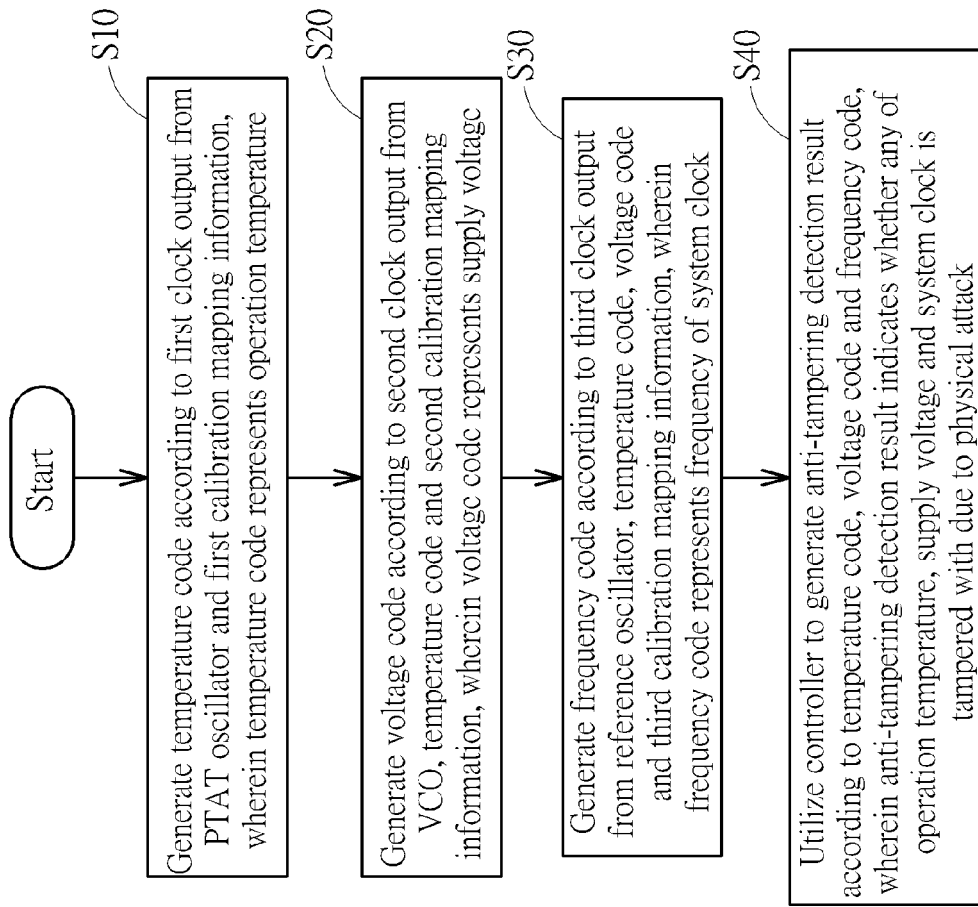 Start
S10
Generate temperature code according to first clock output from
PTAT oscillator and first calibration mapping information,
wherein temperature code represents operation temperature
S20
Generate voltage code according to second clock output from
VCO, temperature code and second calibration mapping
information, wherein voltage code represents supply voltage
S30
Generate frequency code according to third clock output
from reference oscillator, temperature code, voltage code
and third calibration mapping information, wherein
frequency code represents frequency of system clock
S40
Utilize controller to generate anti-tampering detection result
according to temperature code, voltage code and frequency code,
wherein anti-tampering detection result indicates whether any of
operation temperature, supply voltage and system clock is
tampered with due to physical attack